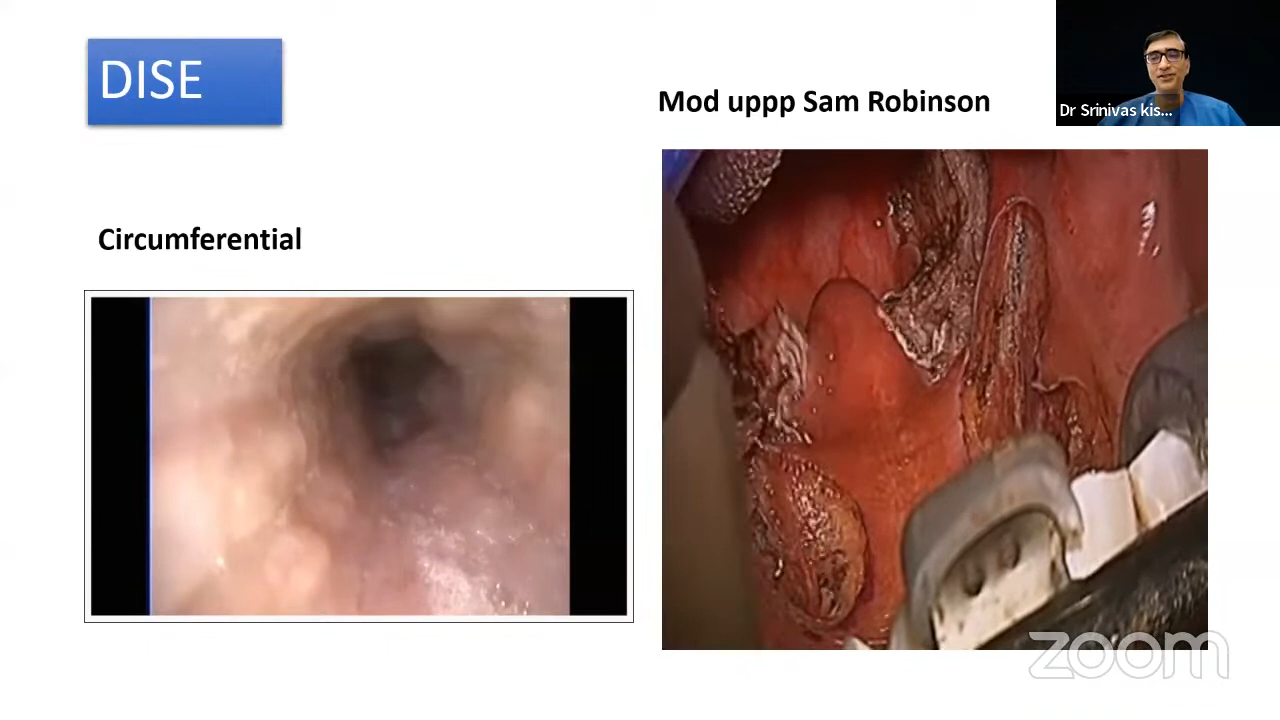 DISE
Mod uppp Sam Robinson
Dr Srinivas kis...
Circumferential
zoom